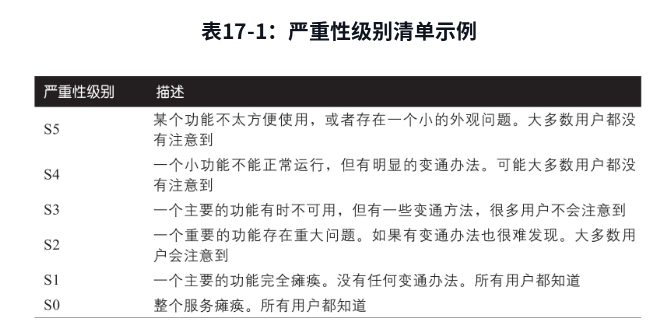 表17-1：严重性级别清单示例
严重性级别 描述
S5 某个功能不太方便使用，或者存在一个小的外观问题。大多数用户都没
有注意到
S4 一个小功能不能正常运行，但有明显的变通办法。可能大多数用户都没
有注意到
S3 一个主要的功能有时不可用，但有一些变通方法，很多用户不会注意到
S2 一个重要的功能存在重大问题。如果有变通办法也很难发现。大多数用
户会注意到
S1 一个主要的功能完全瘫痪。没有任何变通办法。所有用户都知道
S0 整个服务瘫痪。所有用户都知道